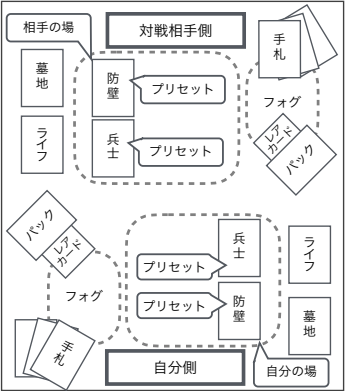 対戦相手側
相手の場
手札
墓地
防壁
プリセット
フォグ
ライフ
兵士
プリセット
レアカード
パック
パック
レアカード
兵士
ライフ
プリセット
フォグ
プリセット
防壁
墓地
手札
自分側
自分の場